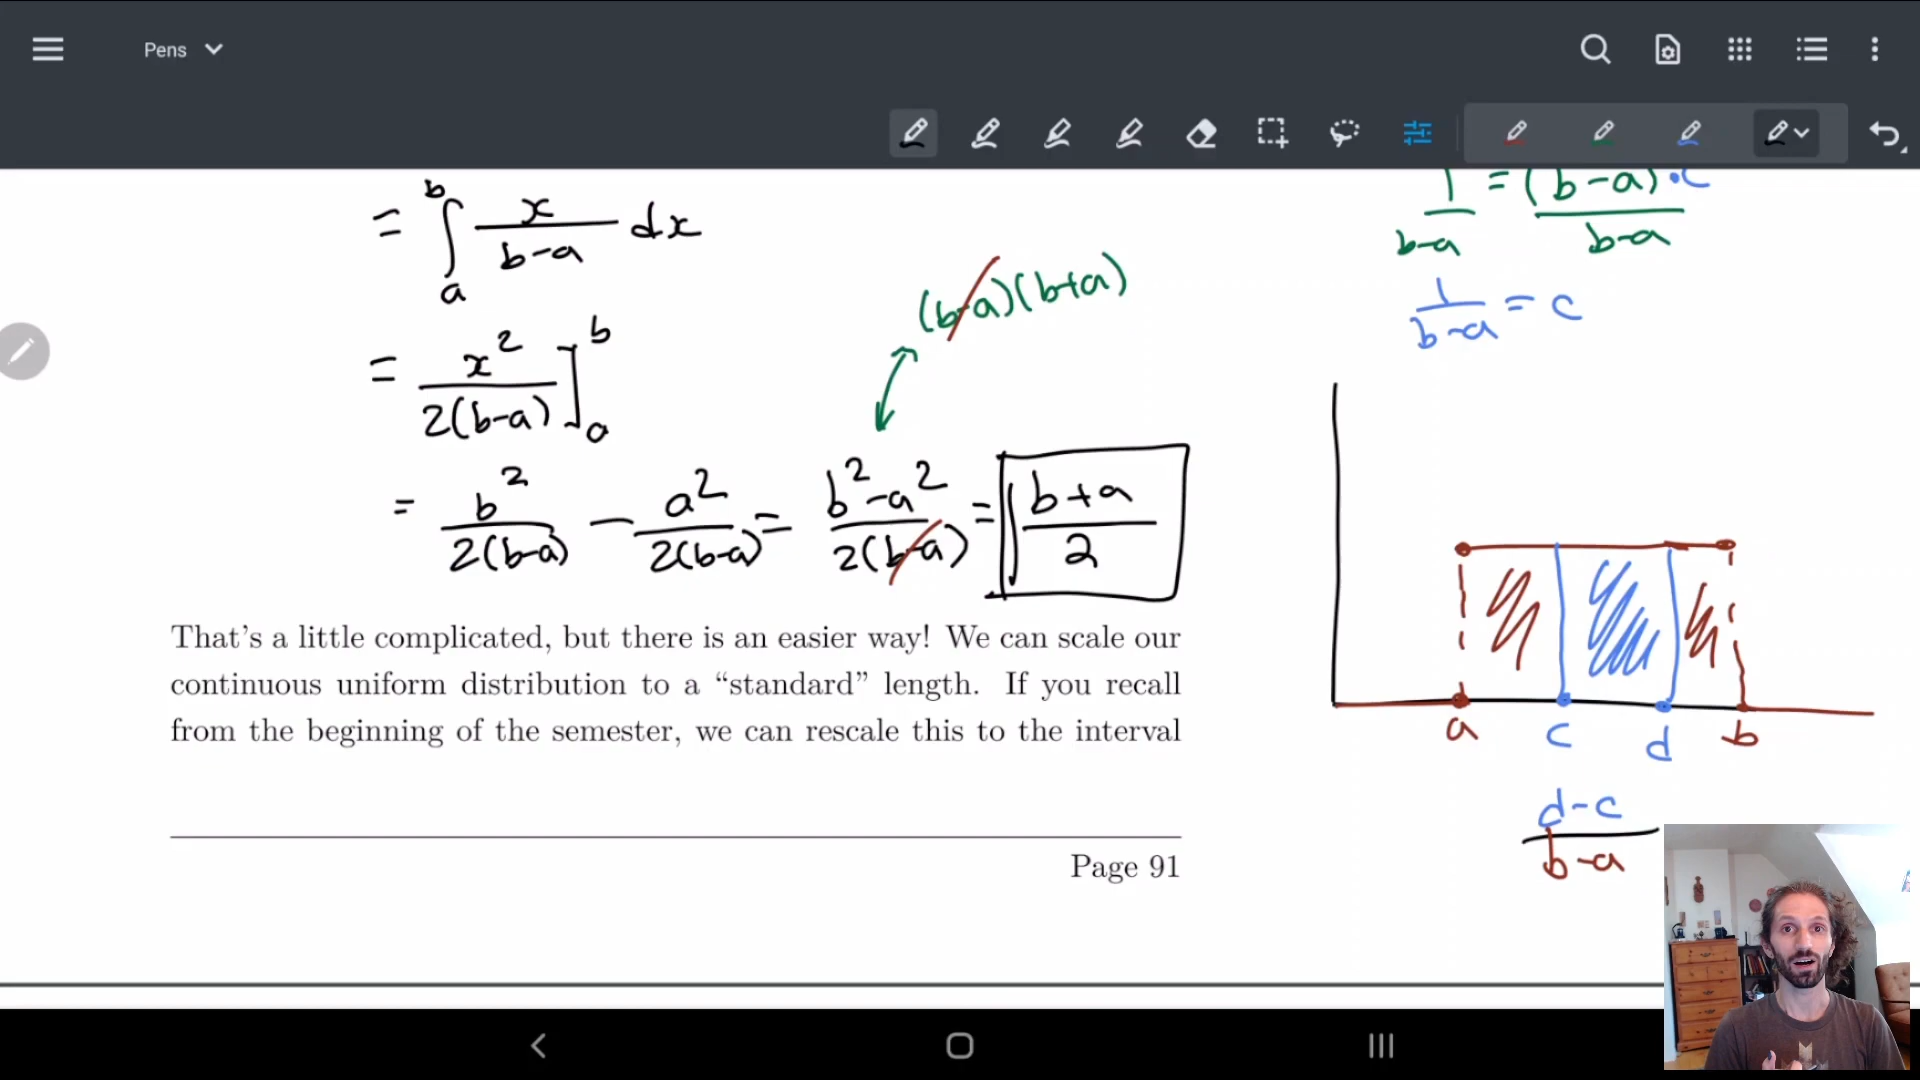 Pens
= ∫_a^b x/(b-a) dx
= x²/(2(b-a)) ]_a^b
(b-a)(b+a)
= b²/(2(b-a)) - a²/(2(b-a)) = (b²-a²)/(2(b-a)) = (b+a)/2
That's a little complicated, but there is an easier way! We can scale our
continuous uniform distribution to a “standard” length. If you recall
from the beginning of the semester, we can rescale this to the interval
Page 91
1/(b-a) = (b-a)·c/(b-a)
1/(b-a) = c
a c d b
(d-c)/(b-a)